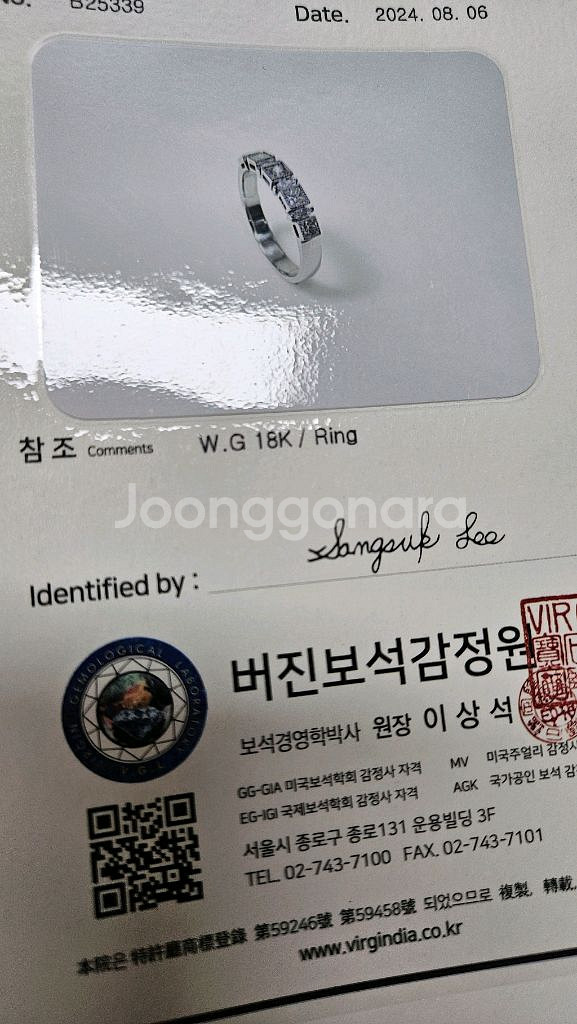 B25339
Date. 2024. 08. 06
참 조 Comments W.G 18K / Ring
Joonggonara
Sangsuk Lee
Identified by :
버진보석감정원
보석경영학박사 원장 이 상 석
GG-GIA 미국보석학회 감정사 자격 MV 미국주얼리 감정사
EG-IGI 국제보석학회 감정사 자격 AGK 국가공인 보석 감
서울시 종로구 종로131 운용빌딩 3F
TEL. 02-743-7100 FAX. 02-743-7101
本院은 特許廳商標登錄 第59246號 第59458號 되었으므로 複製, 轉載,
www.virgindia.co.kr
GEMOLOGICAL LABORATORY
V.G.L
VIR